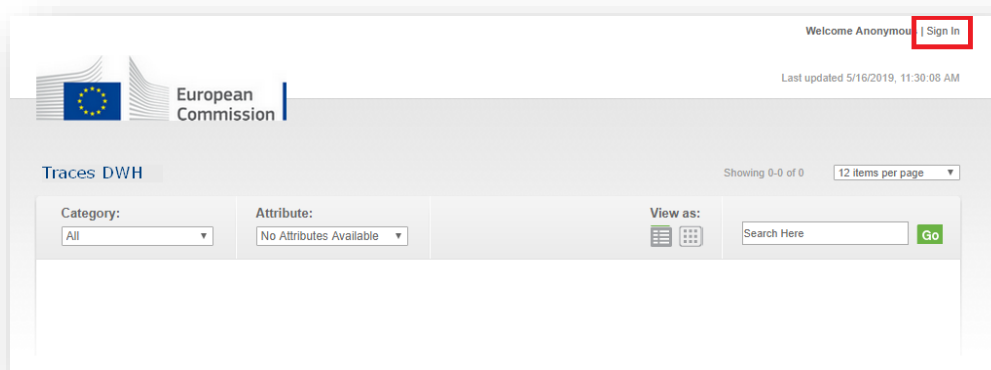 Welcome Anonymous | Sign In
Last updated 5/16/2019, 11:30:08 AM
European
Commission
Traces DWH
Showing 0-0 of 0
12 items per page
Category:
Attribute:
View as:
All
No Attributes Available
Search Here
Go